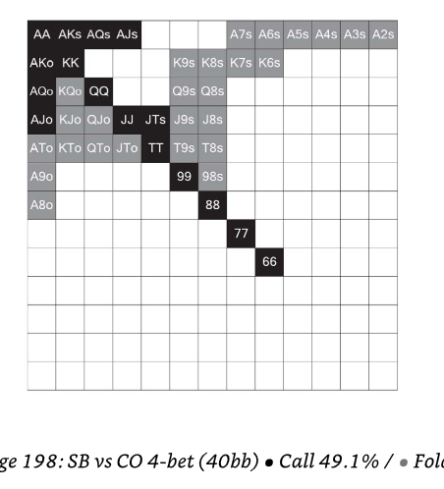 AA AKs AQs AJs A7s A6s A5s A4s A3s A2s
AKo KK K9s K8s K7s K6s
AQo KQo QQ Q9s Q8s
AJo KJo QJo JJ JTs J9s J8s
ATo KTo QTo JTo TT T9s T8s
A9o 99 98s
A8o 88
77
66
ge 198: SB vs CO 4-bet (40bb) • Call 49.1% / • Fol